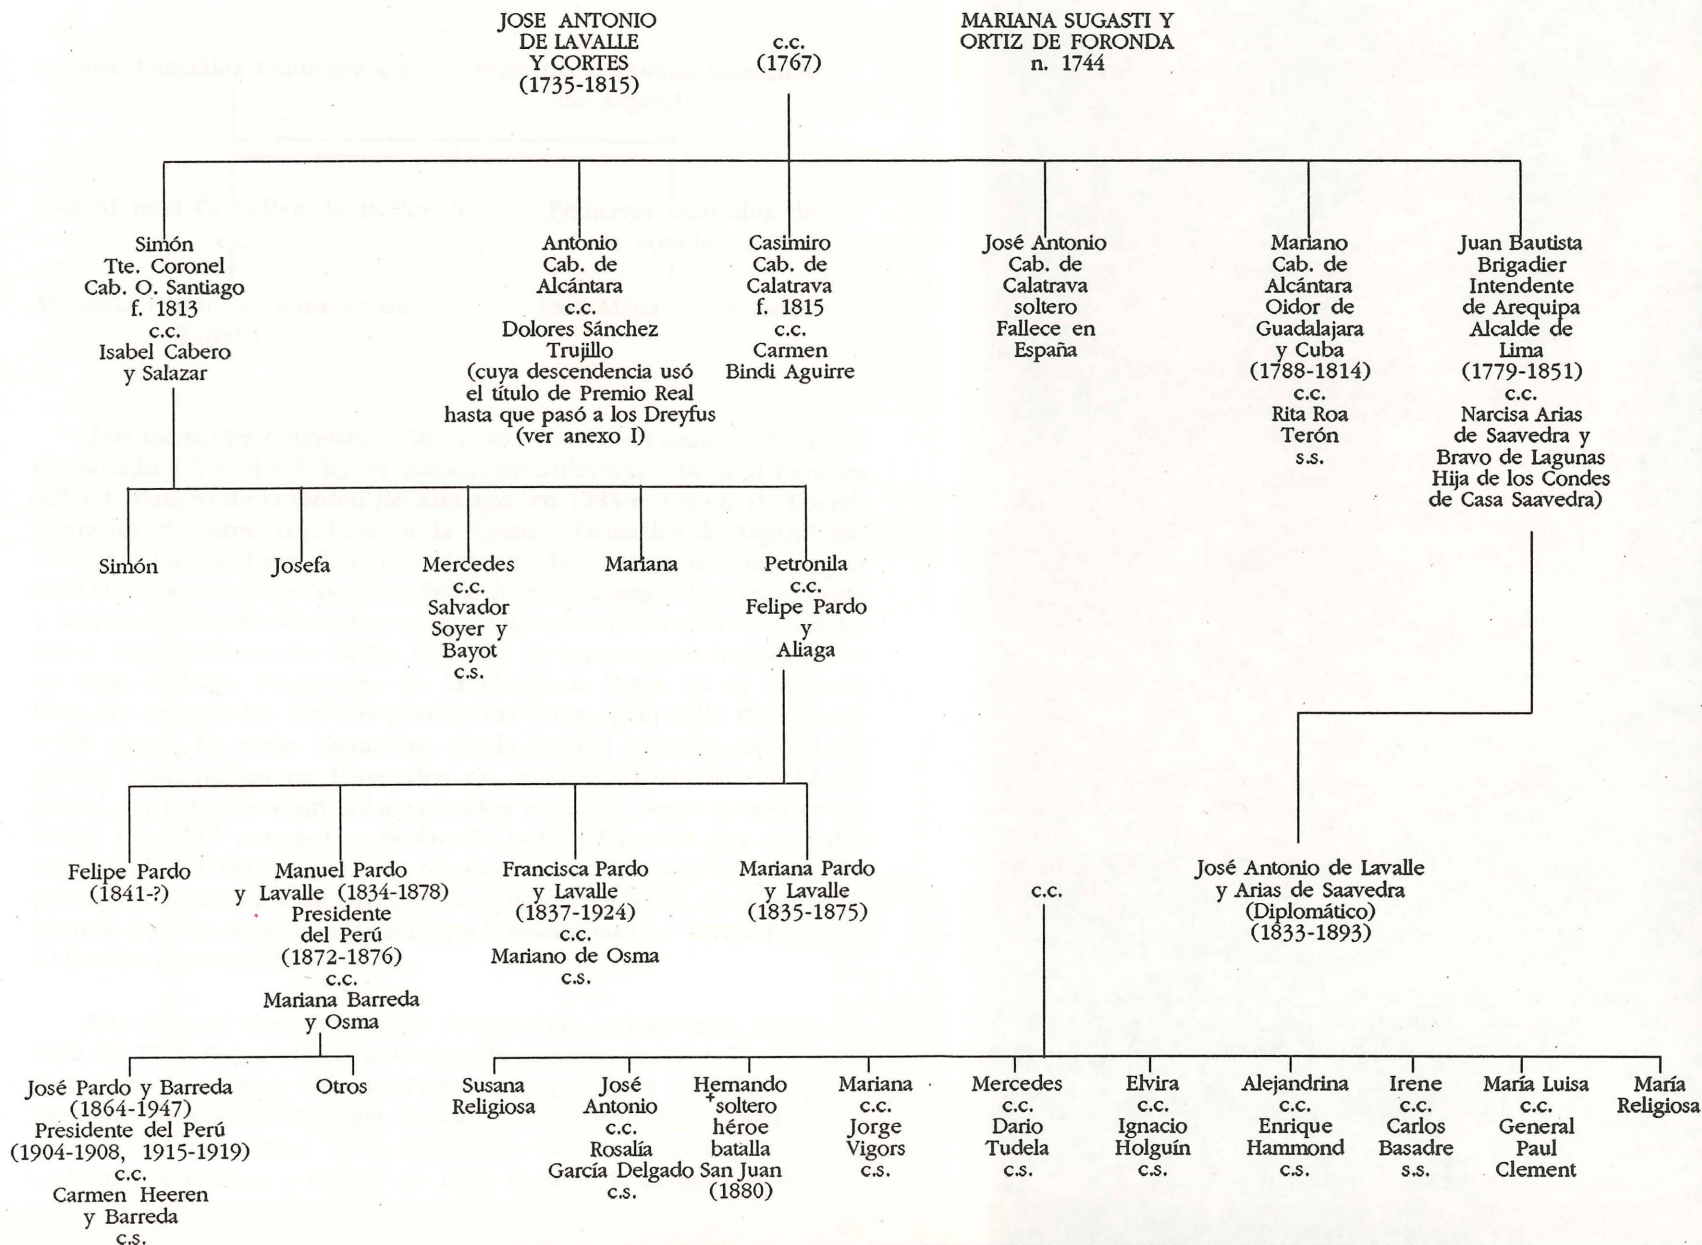 JOSE ANTONIO
DE LAVALLE
Y CORTES
(1735-1815)
c.c.
(1767)
MARIANA SUGASTI Y
ORTIZ DE FORONDA
n. 1744
Simón
Tte. Coronel
Cab. O. Santiago
f. 1813
c.c.
Isabel Cabero
y Salazar
Antonio
Cab. de
Alcántara
c.c.
Dolores Sánchez
Trujillo
(cuya descendencia usó
el título de Premio Real
hasta que pasó a los Dreyfus
(ver anexo I)
Casimiro
Cab. de
Calatrava
f. 1815
c.c.
Carmen
Bindi Aguirre
José Antonio
Cab. de
Calatrava
soltero
Fallece en
España
Mariano
Cab. de
Alcántara
Oidor de
Guadalajara
y Cuba
(1788-1814)
c.c.
Rita Roa
Terón
s.s.
Juan Bautista
Brigadier
Intendente
de Arequipa
Alcalde de
Lima
(1779-1851)
c.c.
Narcisa Arias
de Saavedra y
Bravo de Lagunas
Hija de los Condes
de Casa Saavedra)
Simón
Josefa
Mercedes
c.c.
Salvador
Soyer y
Bayot
c.s.
Mariana
Petronila
c.c.
Felipe Pardo
y
Aliaga
Felipe Pardo
(1841-?)
Manuel Pardo
y Lavalle (1834-1878)
Presidente
del Perú
(1872-1876)
c.c.
Mariana Barreda
y Osma
Francisca Pardo
y Lavalle
(1837-1924)
c.c.
Mariano de Osma
c.s.
Mariana Pardo
y Lavalle
(1835-1875)
c.c.
José Antonio de Lavalle
y Arias de Saavedra
(Diplomático)
(1833-1893)
José Pardo y Barreda
(1864-1947)
Presidente del Perú
(1904-1908, 1915-1919)
c.c.
Carmen Heeren
y Barreda
c.s.
Otros
Susana
Religiosa
José
Antonio
c.c.
Rosalía
García Delgado
c.s.
Hernando
+soltero
héroe
batalla
San Juan
(1880)
Mariana
c.c.
Jorge
Vigors
c.s.
Mercedes
c.c.
Dario
Tudela
c.s.
Elvira
c.c.
Ignacio
Holguín
c.s.
Alejandrina
c.c.
Enrique
Hammond
c.s.
Irene
c.c.
Carlos
Basadre
s.s.
María Luisa
c.c.
General
Paul
Clement
María
Religiosa